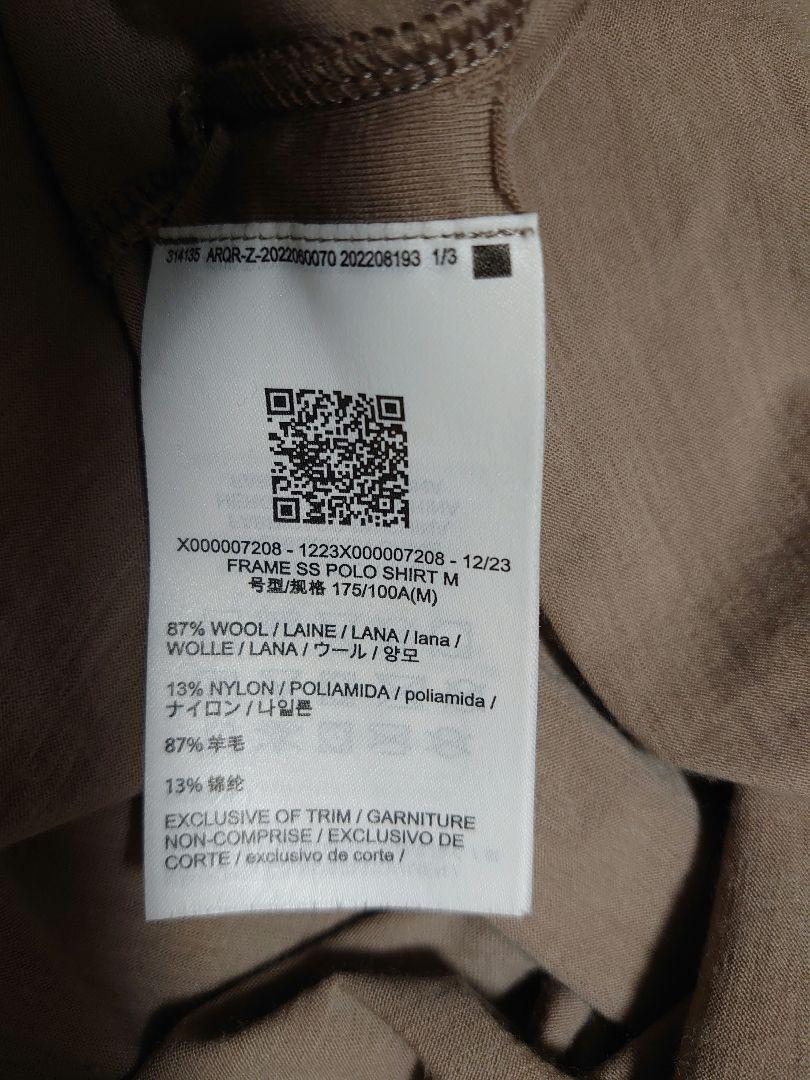 314135 ARQR-Z-2022060070 202208193 1/3
X000007208 - 1223X000007208 - 12/23
FRAME SS POLO SHIRT M
号型/规格 175/100A(M)
87% WOOL / LAINE / LANA / lana /
WOLLE / LANA / ウール / 양모
13% NYLON / POLIAMIDA / poliamida /
ナイロン / 나일론
87% 羊毛
13% 锦纶
EXCLUSIVE OF TRIM / GARNITURE
NON-COMPRISE / EXCLUSIVO DE
CORTE / exclusivo de corte /